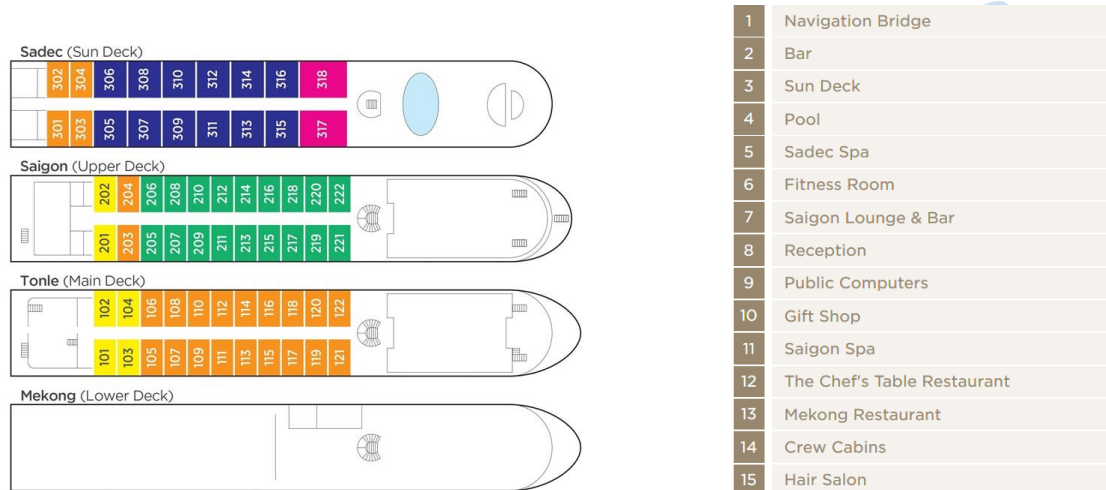 Sadec (Sun Deck)
302 304 306 308 310 312 314 316 318
301 303 305 307 309 311 313 315 317
Saigon (Upper Deck)
202 204 206 208 210 212 214 216 218 220 222
201 203 205 207 209 211 213 215 217 219 221
Tonle (Main Deck)
102 104 106 108 110 112 114 116 118 120 122
101 103 105 107 109 111 113 115 117 119 121
Mekong (Lower Deck)
1 Navigation Bridge
2 Bar
3 Sun Deck
4 Pool
5 Sadec Spa
6 Fitness Room
7 Saigon Lounge & Bar
8 Reception
9 Public Computers
10 Gift Shop
11 Saigon Spa
12 The Chef's Table Restaurant
13 Mekong Restaurant
14 Crew Cabins
15 Hair Salon